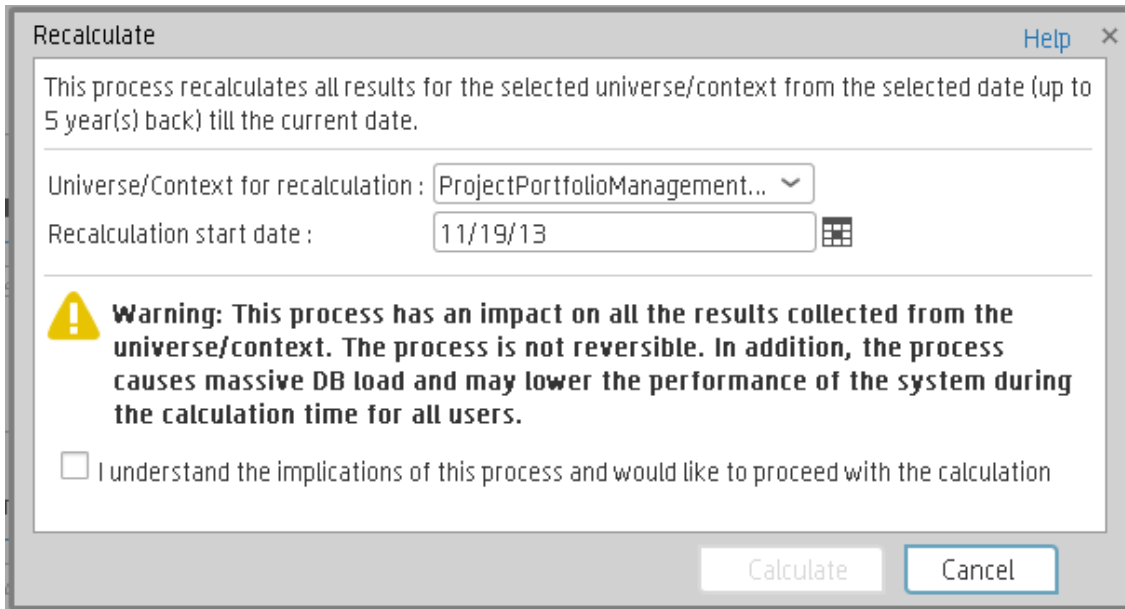 Recalculate
Help ×
This process recalculates all results for the selected universe/context from the selected date (up to
5 year(s) back) till the current date.
Universe/Context for recalculation : ProjectPortfolioManagement...
Recalculation start date : 11/19/13
Warning: This process has an impact on all the results collected from the
universe/context. The process is not reversible. In addition, the process
causes massive DB load and may lower the performance of the system during
the calculation time for all users.
I understand the implications of this process and would like to proceed with the calculation
Calculate
Cancel